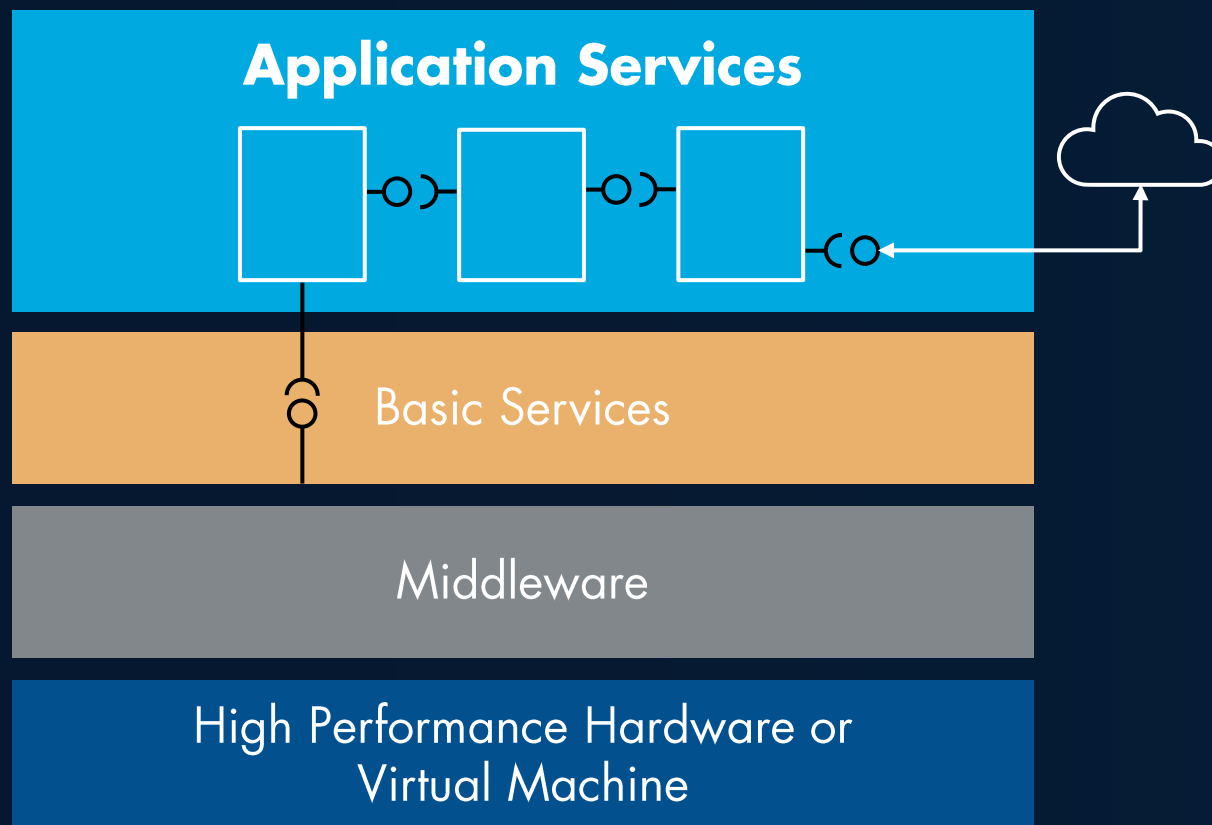 Application Services
Basic Services
Middleware
High Performance Hardware or
Virtual Machine